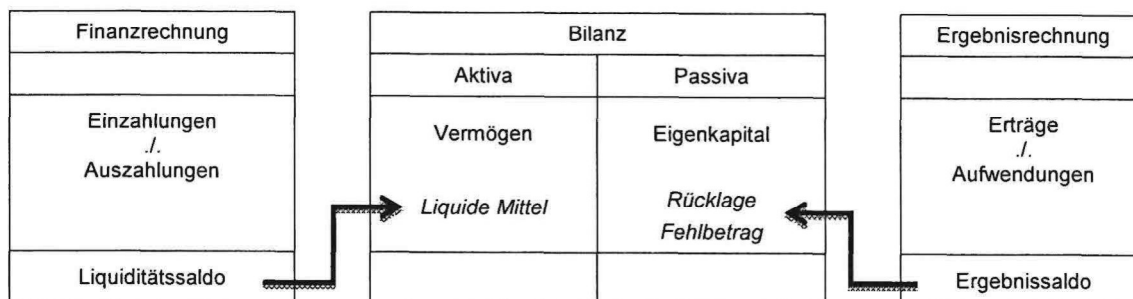 Finanzrechnung
Einzahlungen
./.
Auszahlungen
Liquiditätssaldo
Bilanz
Aktiva
Passiva
Vermögen
Eigenkapital
Liquide Mittel
Rücklage
Fehlbetrag
Ergebnisrechnung
Erträge
./.
Aufwendungen
Ergebnissaldo